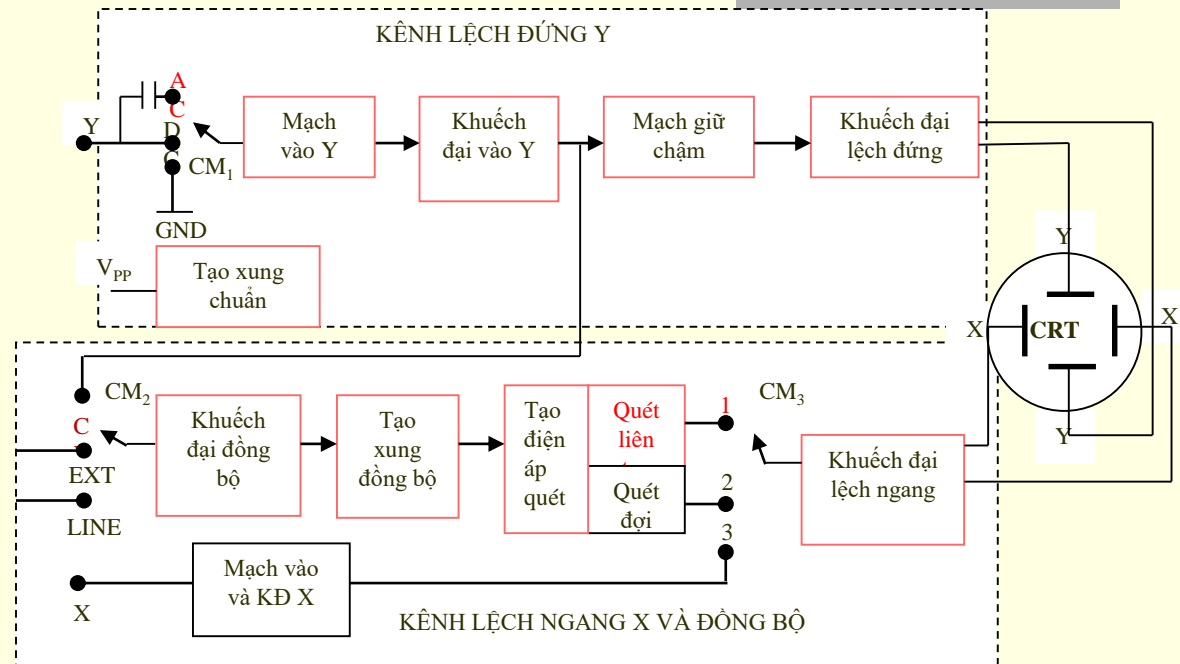 KÊNH LỆCH ĐỨNG Y
A
C
D
Y
CM1
GND
Mạch
vào Y
Khuếch
đại vào Y
Mạch giữ
chậm
Khuếch đại
lệch đứng
VPP
Tạo xung
chuẩn
Y
X
CRT
X
Y
CM2
C
EXT
LINE
Khuếch
đại đồng
bộ
Tạo
xung
đồng bộ
Tạo
điện
áp
quét
Quét
liên
Quét
đợi
1
2
3
CM3
Khuếch đại
lệch ngang
X
Mạch vào
và KĐ X
KÊNH LỆCH NGANG X VÀ ĐỒNG BỘ